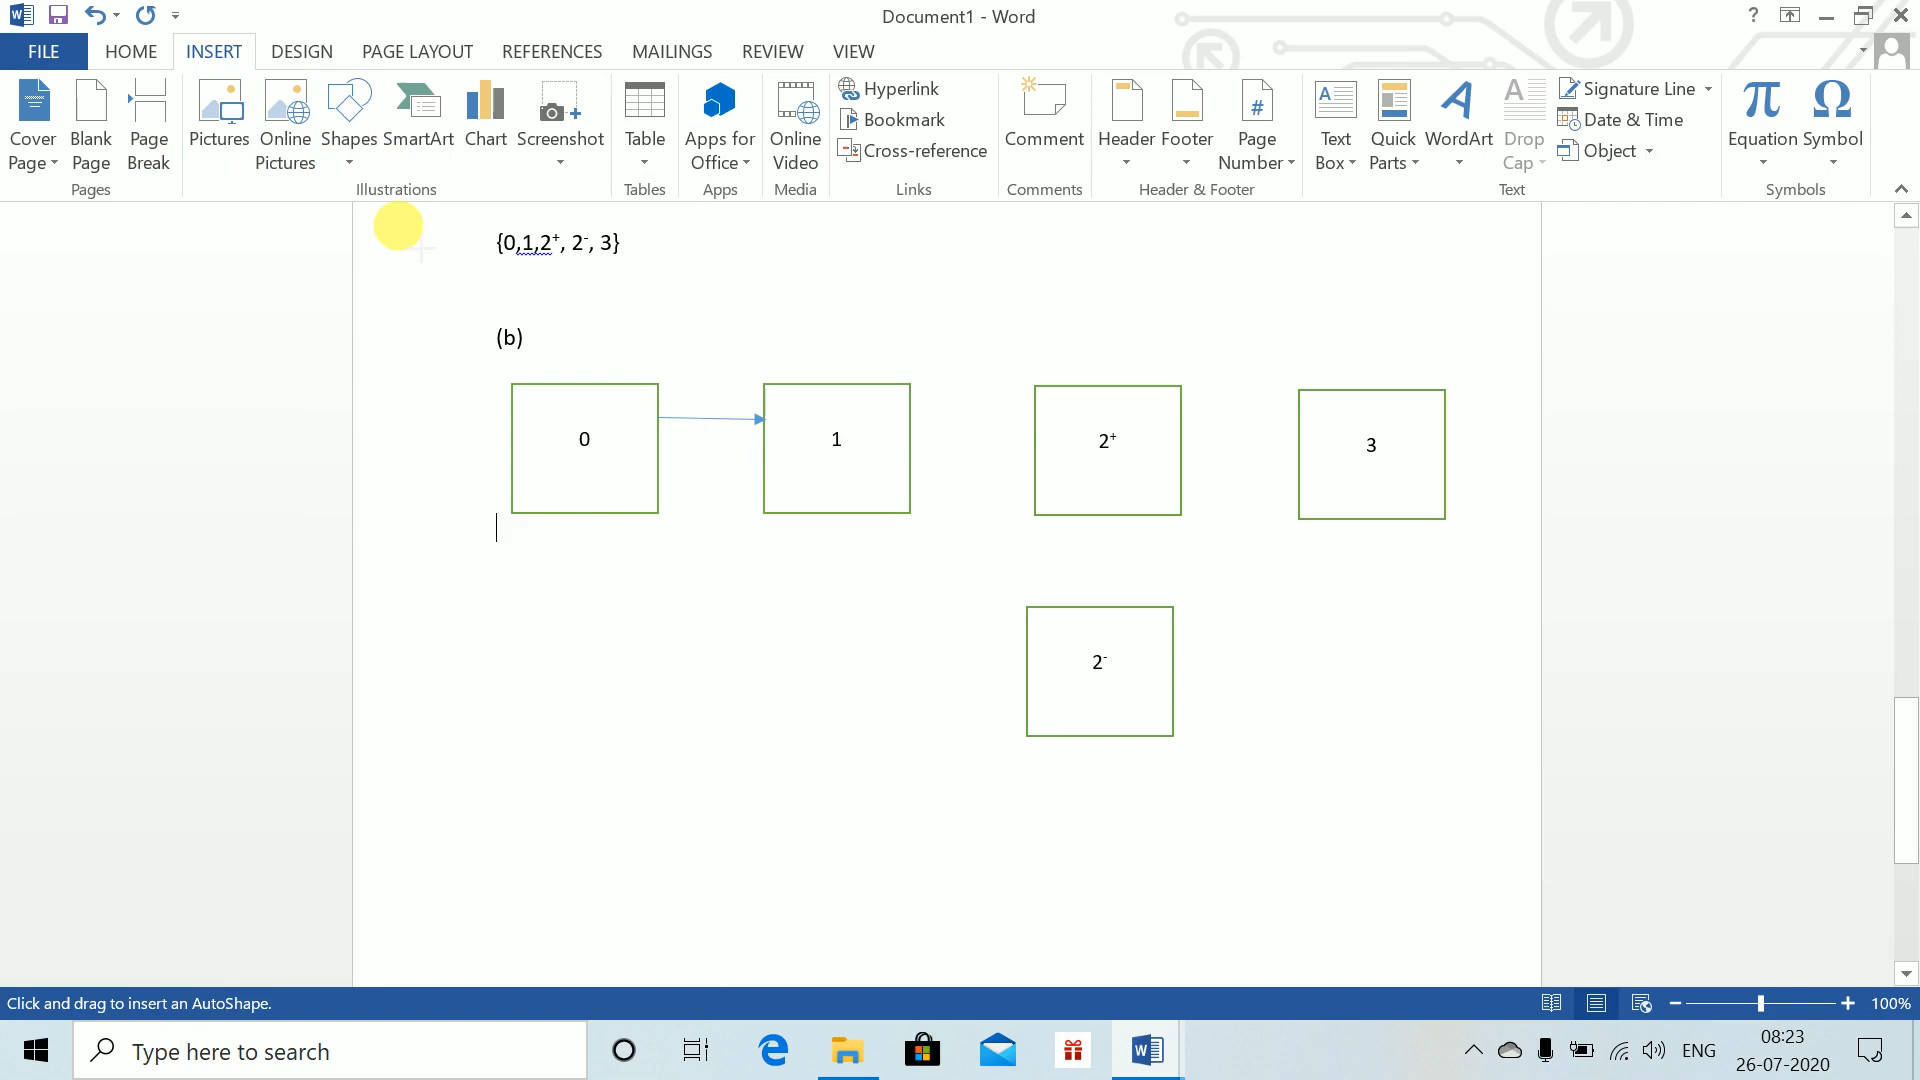 Document1 - Word
?
FILE HOME INSERT DESIGN PAGE LAYOUT REFERENCES MAILINGS REVIEW VIEW
Cover Page
Blank Page
Page Break
Pages
Pictures
Online Pictures
Shapes
SmartArt
Chart
Screenshot
Illustrations
Table
Tables
Apps for Office
Apps
Online Video
Media
Hyperlink
Bookmark
Cross-reference
Links
Comment
Comments
Header
Footer
Page Number
Header & Footer
Text Box
Quick Parts
WordArt
Drop Cap
Signature Line
Date & Time
Object
Text
Equation
Symbol
Symbols
{0,1,2⁺, 2⁻, 3}
(b)
0 1 2⁺ 3
2⁻
Click and drag to insert an AutoShape.
100%
Type here to search
ENG
08:23
26-07-2020